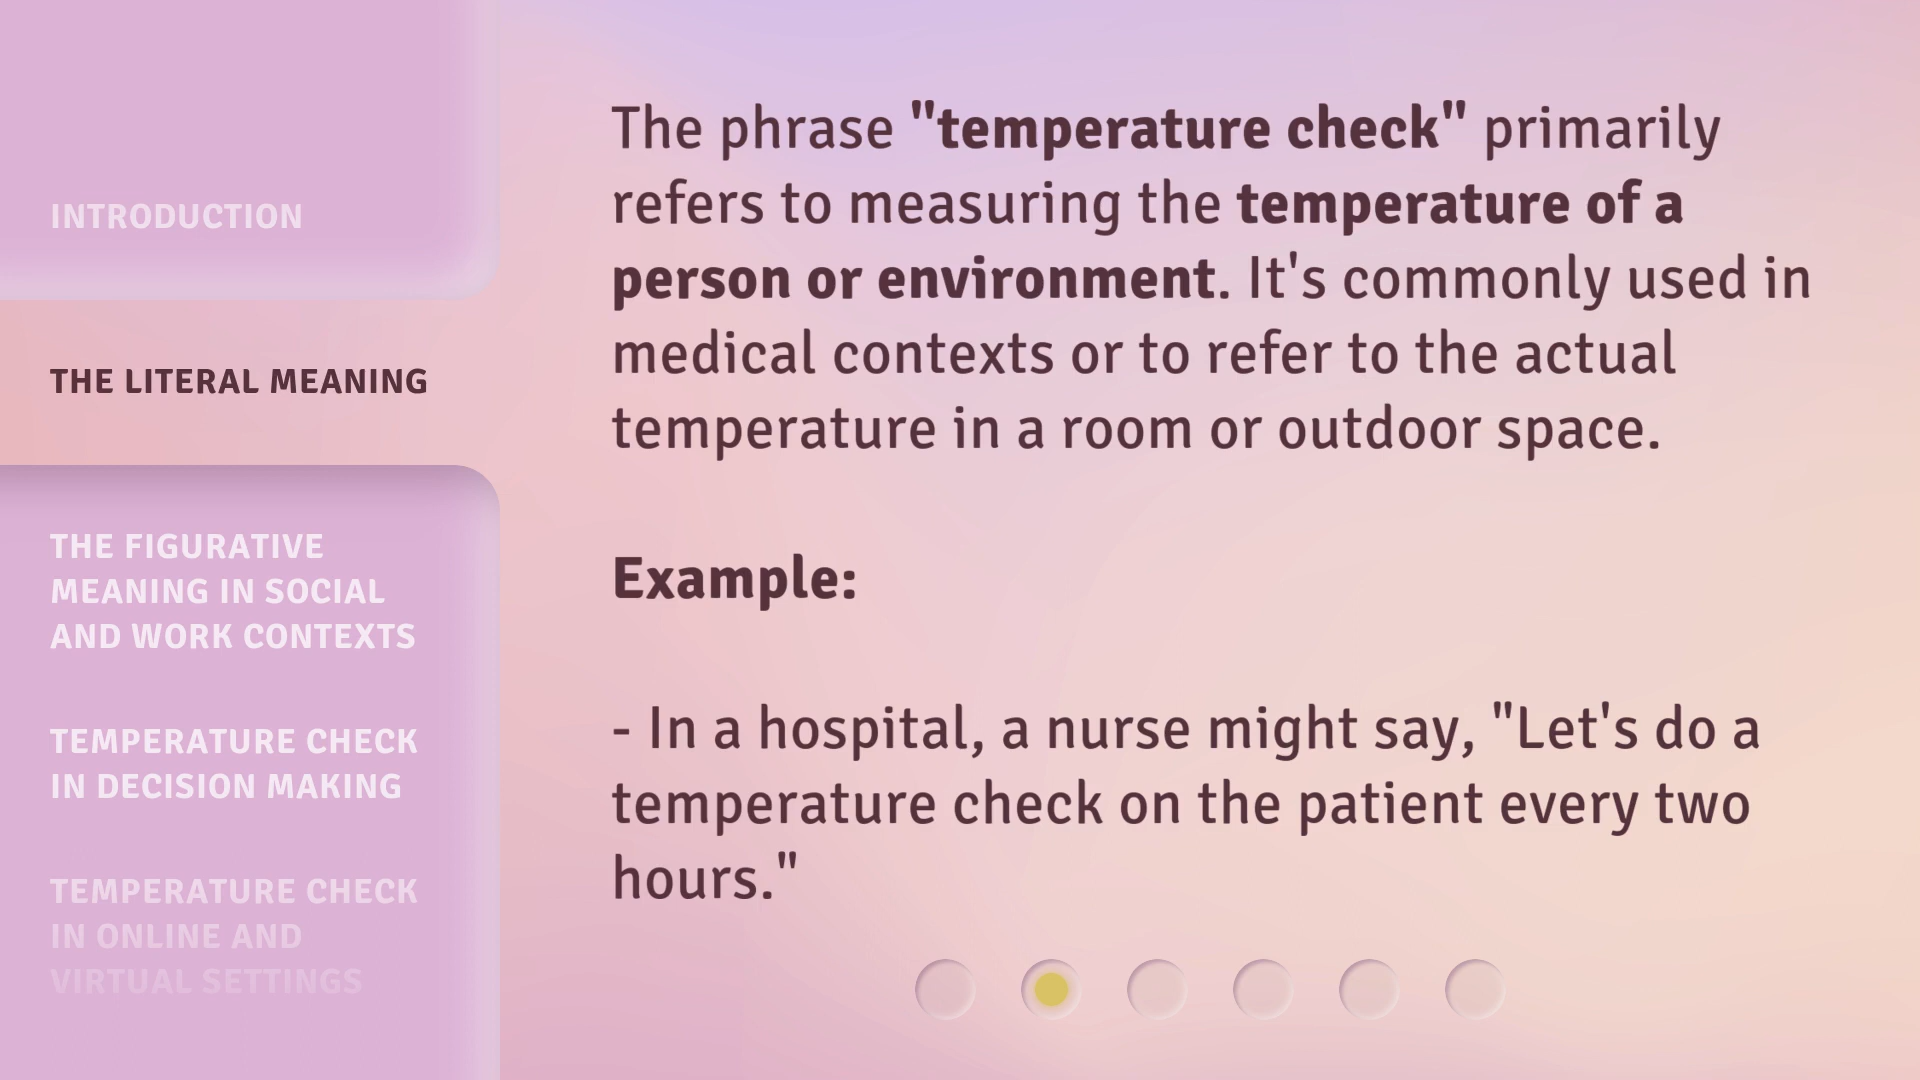 INTRODUCTION
THE LITERAL MEANING
THE FIGURATIVE
MEANING IN SOCIAL
AND WORK CONTEXTS
TEMPERATURE CHECK
IN DECISION MAKING
TEMPERATURE CHECK
IN ONLINE AND
VIRTUAL SETTINGS
The phrase "temperature check" primarily
refers to measuring the temperature of a
person or environment. It's commonly used in
medical contexts or to refer to the actual
temperature in a room or outdoor space.
Example:
- In a hospital, a nurse might say, "Let's do a
temperature check on the patient every two
hours."